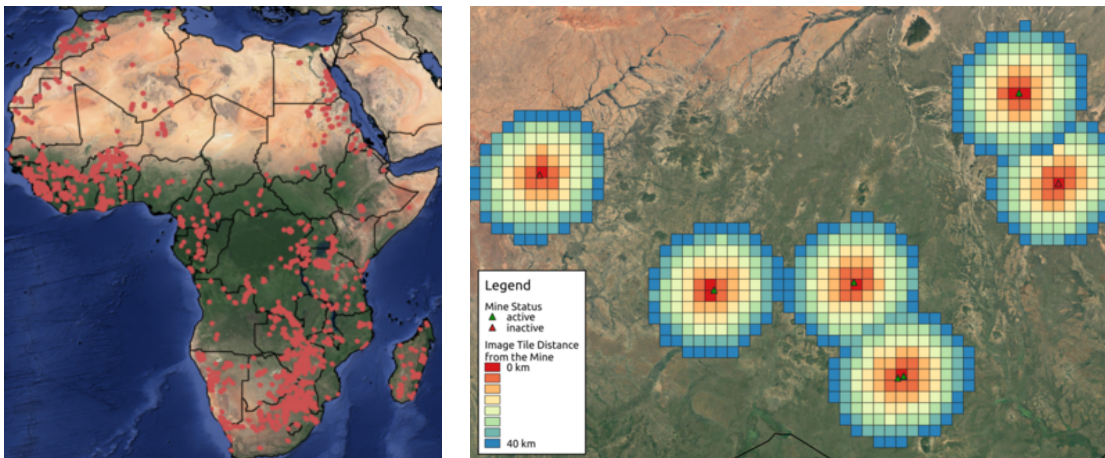 Legend
Mine Status
active
inactive
Image Tile Distance
from the Mine
0 km
40 km